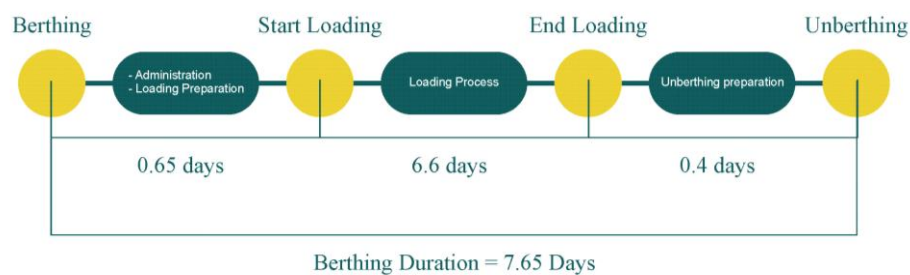 Berthing
Start Loading
End Loading
Unberthing
- Administration
- Loading Preparation
Loading Process
Unberthing preparation
0.65 days
6.6 days
0.4 days
Berthing Duration = 7.65 Days